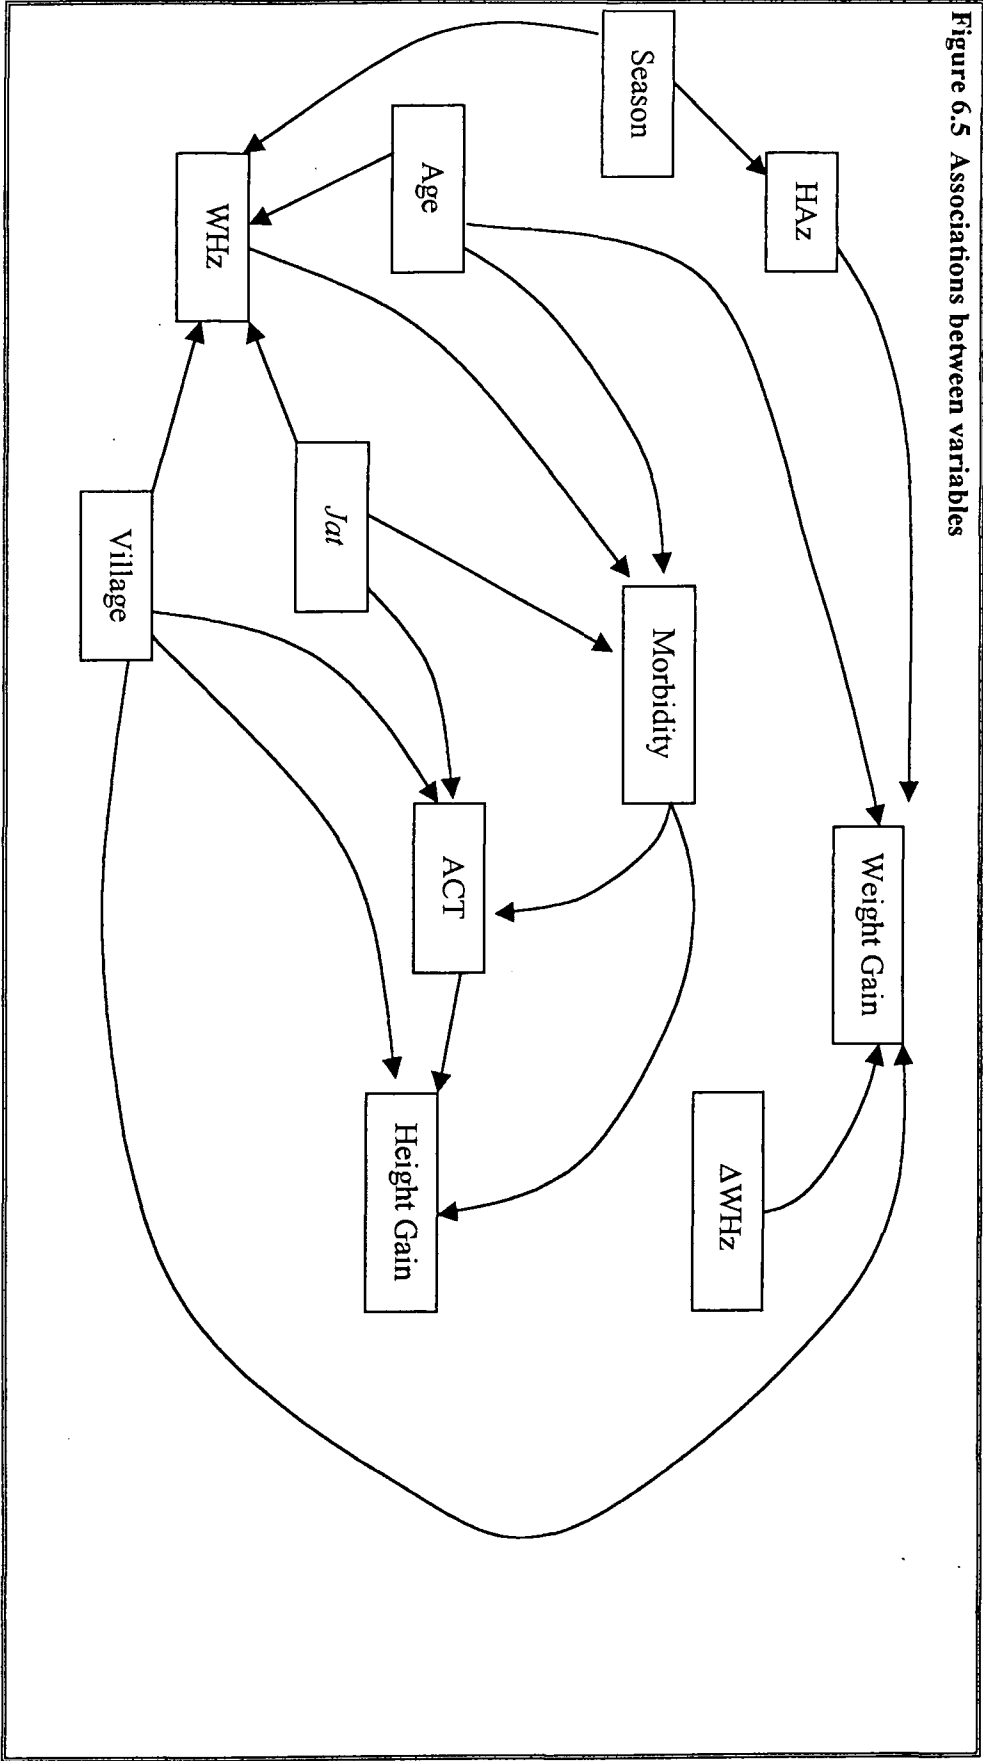 Figure 6.5 Associations between variables
HAz
Weight Gain
ΔWHz
Season
Morbidity
Age
ACT
Height Gain
Jat
WHz
Village